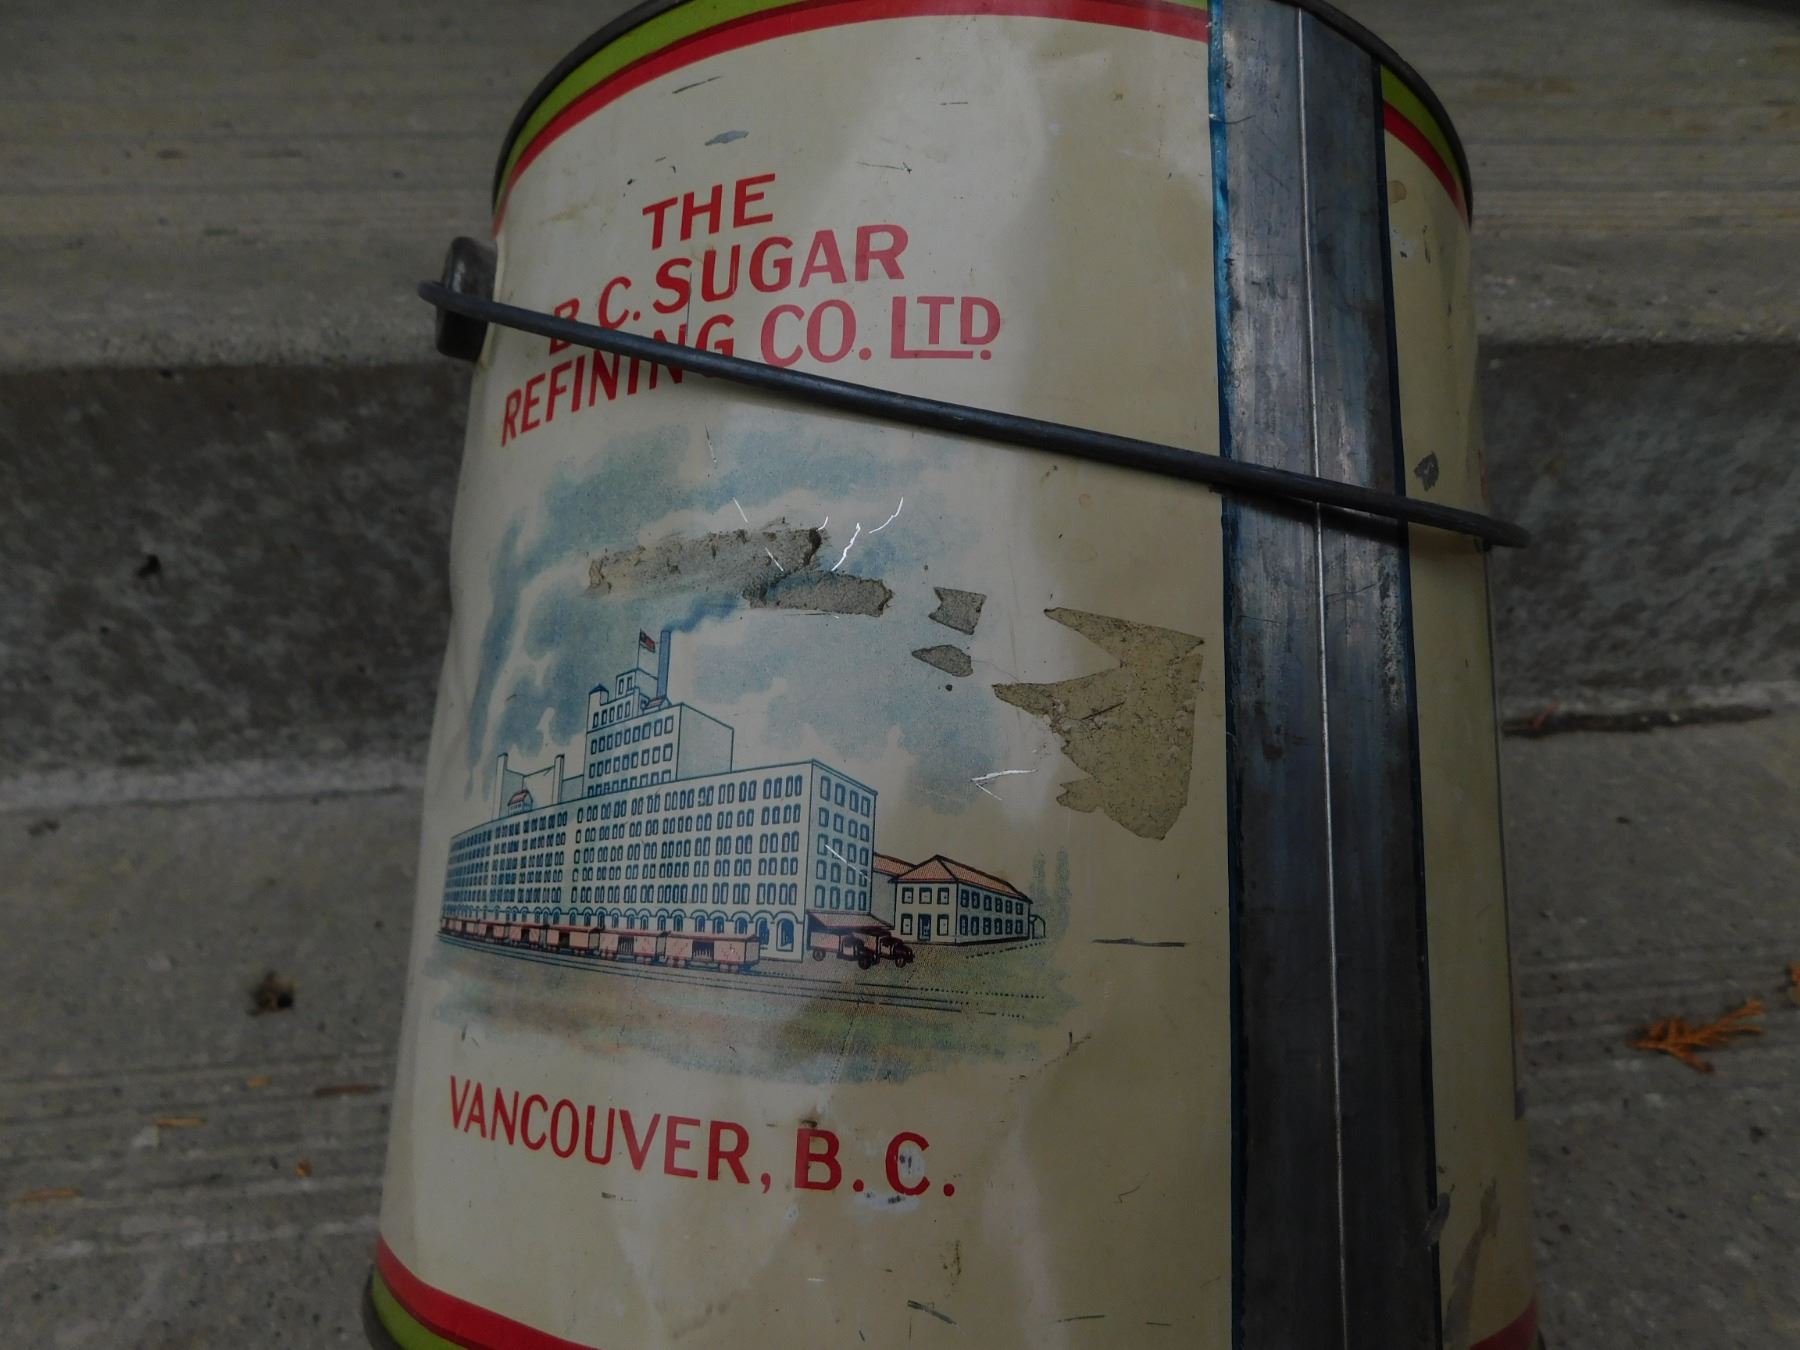 THE
B.C. SUGAR
REFINING CO. LTD.
VANCOUVER, B. C.